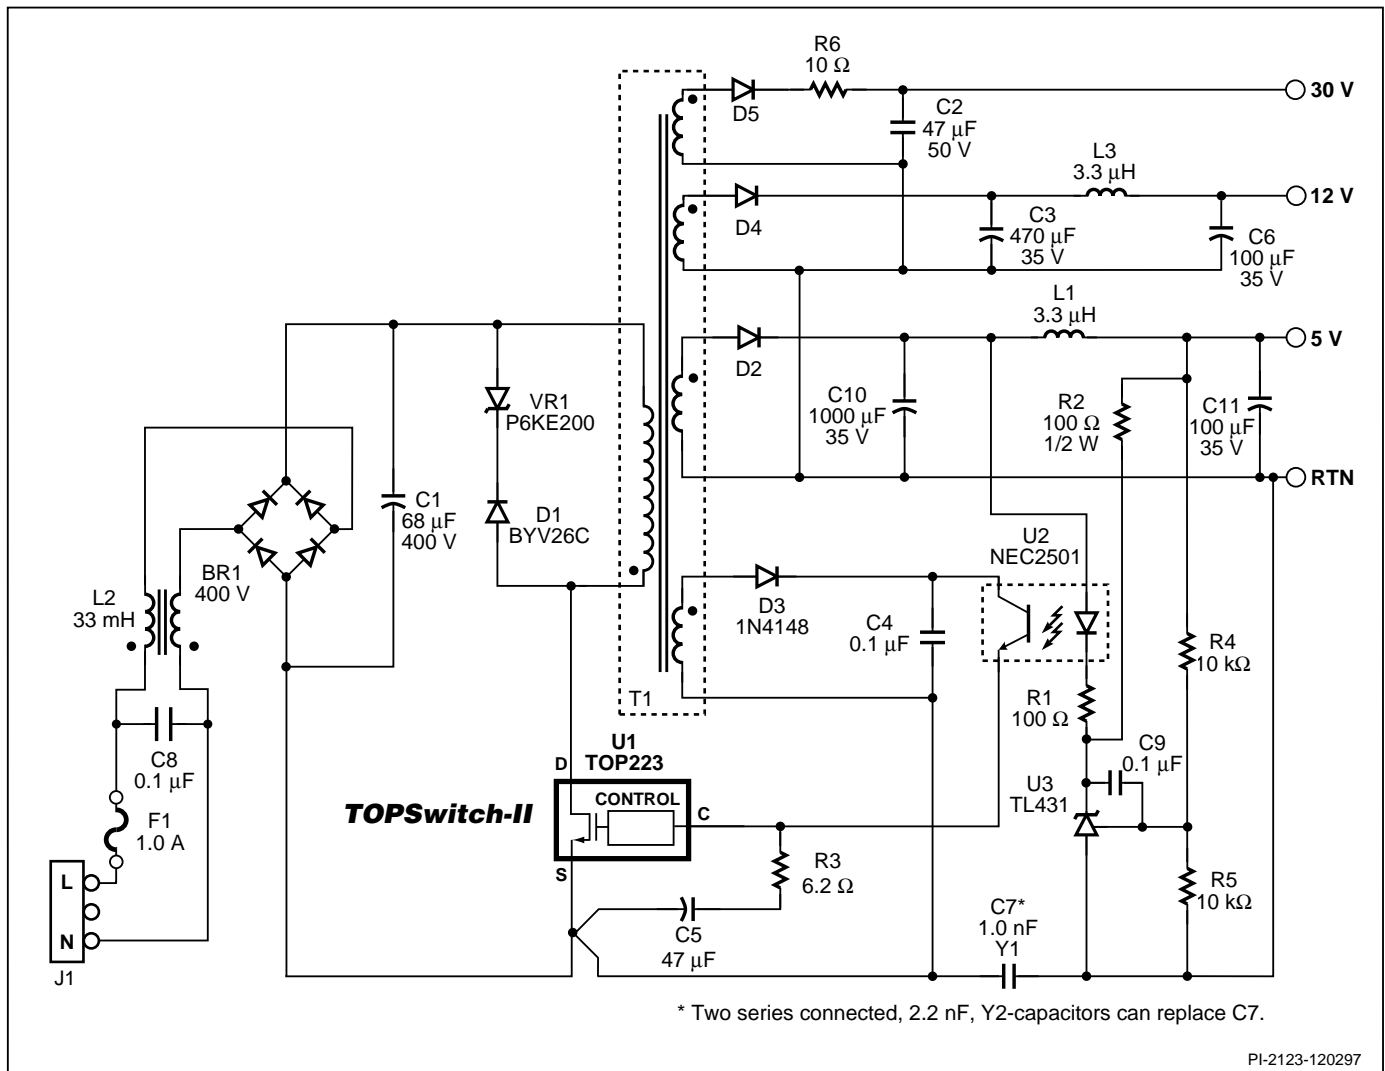 R6
10 Ω
30 V
D5
C2
47 µF
50 V
L3
3.3 µH
12 V
D4
C3
470 µF
35 V
C6
100 µF
35 V
L1
3.3 µH
5 V
D2
C10
1000 µF
35 V
R2
100 Ω
1/2 W
C11
100 µF
35 V
RTN
VR1
P6KE200
C1
68 µF
400 V
D1
BYV26C
U2
NEC2501
BR1
400 V
L2
33 mH
D3
1N4148
C4
0.1 µF
R4
10 kΩ
T1
R1
100 Ω
C8
0.1 µF
U1
TOP223
D
CONTROL
C
S
TOPSwitch-II
C9
0.1 µF
U3
TL431
F1
1.0 A
R3
6.2 Ω
R5
10 kΩ
L
N
J1
C5
47 µF
C7*
1.0 nF
Y1
* Two series connected, 2.2 nF, Y2-capacitors can replace C7.
PI-2123-120297